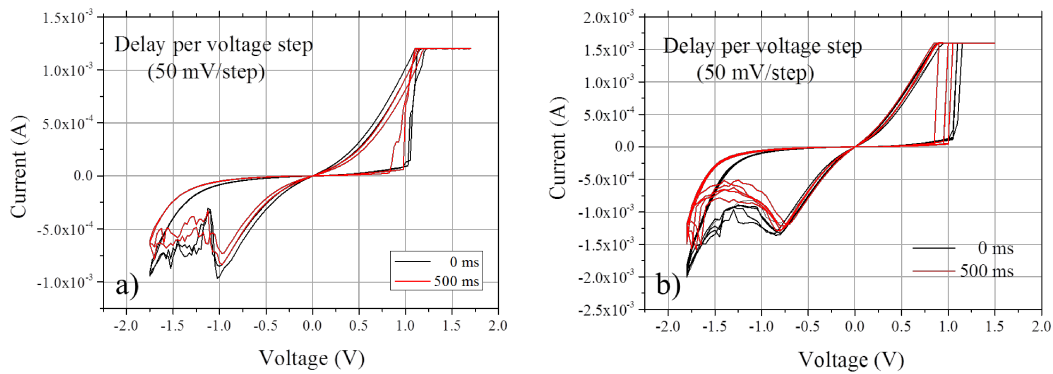 1.5x10⁻³
Delay per voltage step
(50 mV/step)
1.0x10⁻³
5.0x10⁻⁴
0.0
-5.0x10⁻⁴
-1.0x10⁻³
Current (A)
a)
0 ms
500 ms
-2.0 -1.5 -1.0 -0.5 0.0 0.5 1.0 1.5 2.0
Voltage (V)
2.0x10⁻³
Delay per voltage step
(50 mV/step)
1.5x10⁻³
1.0x10⁻³
5.0x10⁻⁴
0.0
-5.0x10⁻⁴
-1.0x10⁻³
-1.5x10⁻³
-2.0x10⁻³
-2.5x10⁻³
Current (A)
b)
0 ms
500 ms
-2.0 -1.5 -1.0 -0.5 0.0 0.5 1.0 1.5 2.0
Voltage (V)